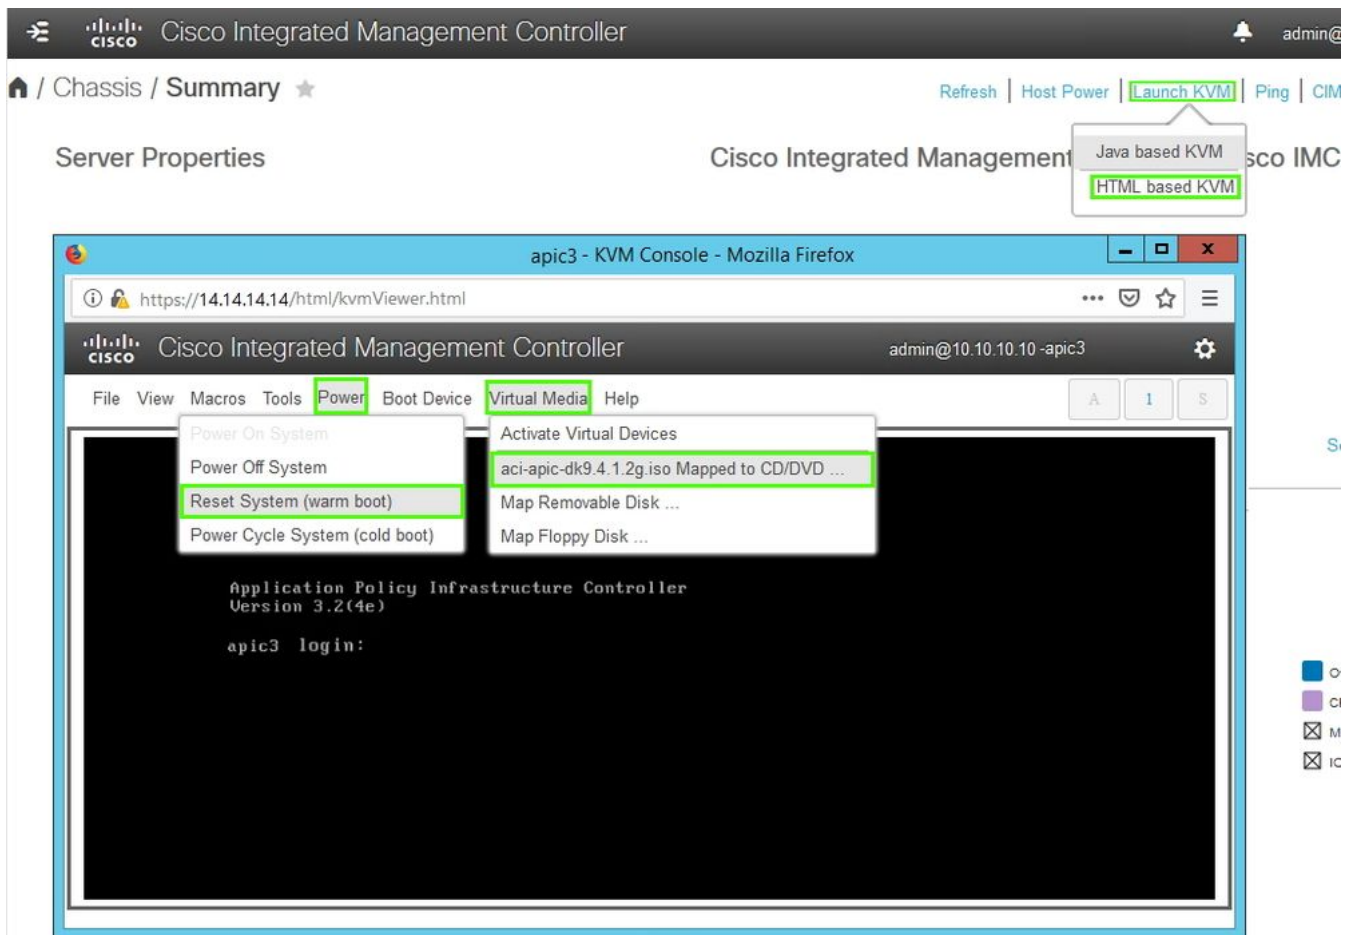 cisco Cisco Integrated Management Controller admin@
/ Chassis / Summary
Refresh | Host Power | Launch KVM | Ping | CIM
Java based KVM
HTML based KVM
Server Properties
Cisco Integrated Management sco IMC
apic3 - KVM Console - Mozilla Firefox
https://14.14.14.14/html/kvmViewer.html
cisco Cisco Integrated Management Controller admin@10.10.10.10 -apic3
File View Macros Tools Power Boot Device Virtual Media Help A 1 S
Power On System
Power Off System
Reset System (warm boot)
Power Cycle System (cold boot)
Activate Virtual Devices
aci-apic-dk9.4.1.2g.iso Mapped to CD/DVD ...
Map Removable Disk ...
Map Floppy Disk ...
Application Policy Infrastructure Controller
Version 3.2(4e)
apic3 login: